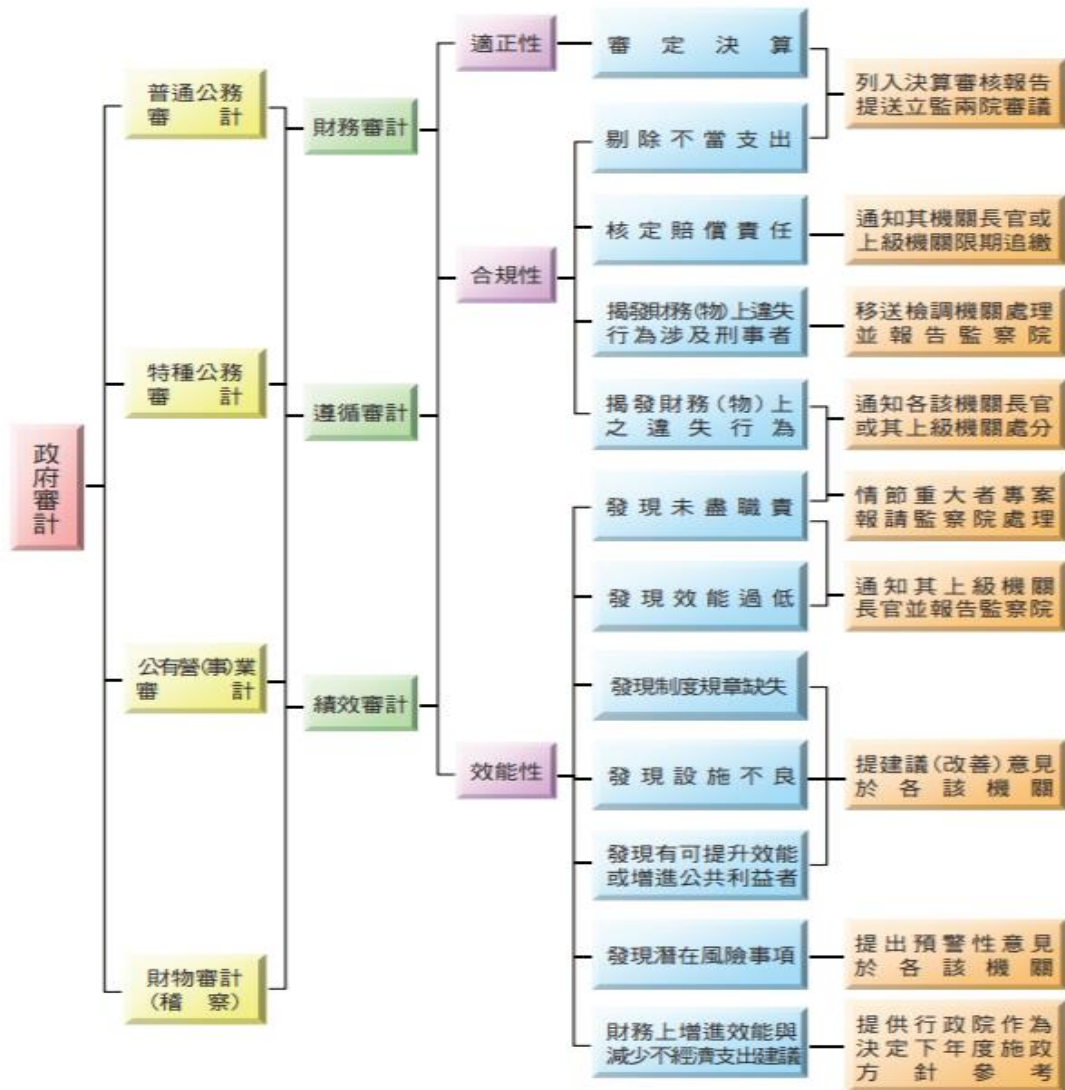 政府審計
普通公務
審計
特種公務
審計
公有營(事)業
審計
財物審計
(稽察)
財務審計
遵循審計
績效審計
適正性
合規性
效能性
審定決算
剔除不當支出
核定賠償責任
揭發財務(物)上違失
行為涉及刑事者
揭發財務(物)上
之違失行為
發現未盡職責
發現效能過低
發現制度規章缺失
發現設施不良
發現有可提升效能
或增進公共利益者
發現潛在風險事項
財務上增進效能與
減少不經濟支出建議
列入決算審核報告
提送立監兩院審議
通知其機關長官或
上級機關限期追繳
移送檢調機關處理
並報告監察院
通知各該機關長官
或其上級機關處分
情節重大者專案
報請監察院處理
通知其上級機關
長官並報告監察院
提建議(改善)意見
於各該機關
提出預警性意見
於各該機關
提供行政院作為
決定下年度施政
方針參考